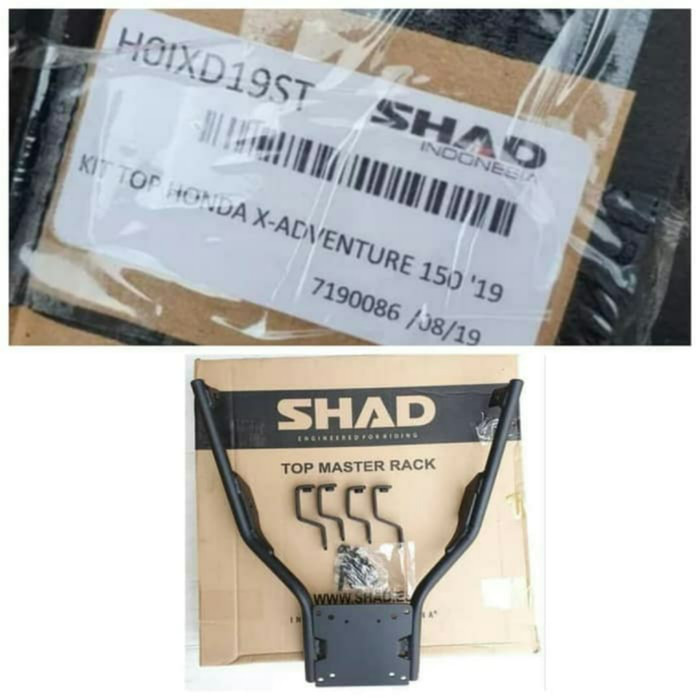 H0IXD19ST
SHAD
INDONESIA
KIT TOP HONDA X-ADVENTURE 150 '19
7190086 /08/19
SHAD
ENGINEERED FOR RIDING
TOP MASTER RACK
WWW.SHAD.ES